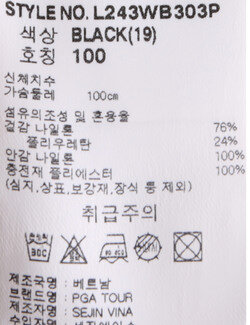 STYLE NO. L243WB303P
색상 BLACK(19)
호칭 100
신체치수
가슴둘레 100cm
섬유의조성 및 혼용율
겉감 나일론 76%
폴리우레탄 24%
안감 나일론 100%
충전재 폴리에스터 100%
(심지,상표,보강재,장식 등 제외)
취급주의
제조국명 : 베트남
브랜드명 : PGA TOUR
제조자명 : SEJIN VINA